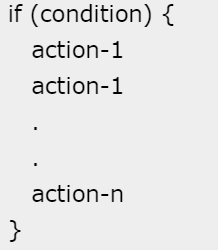 if (condition) {
action-1
action-1
.
.
action-n
}